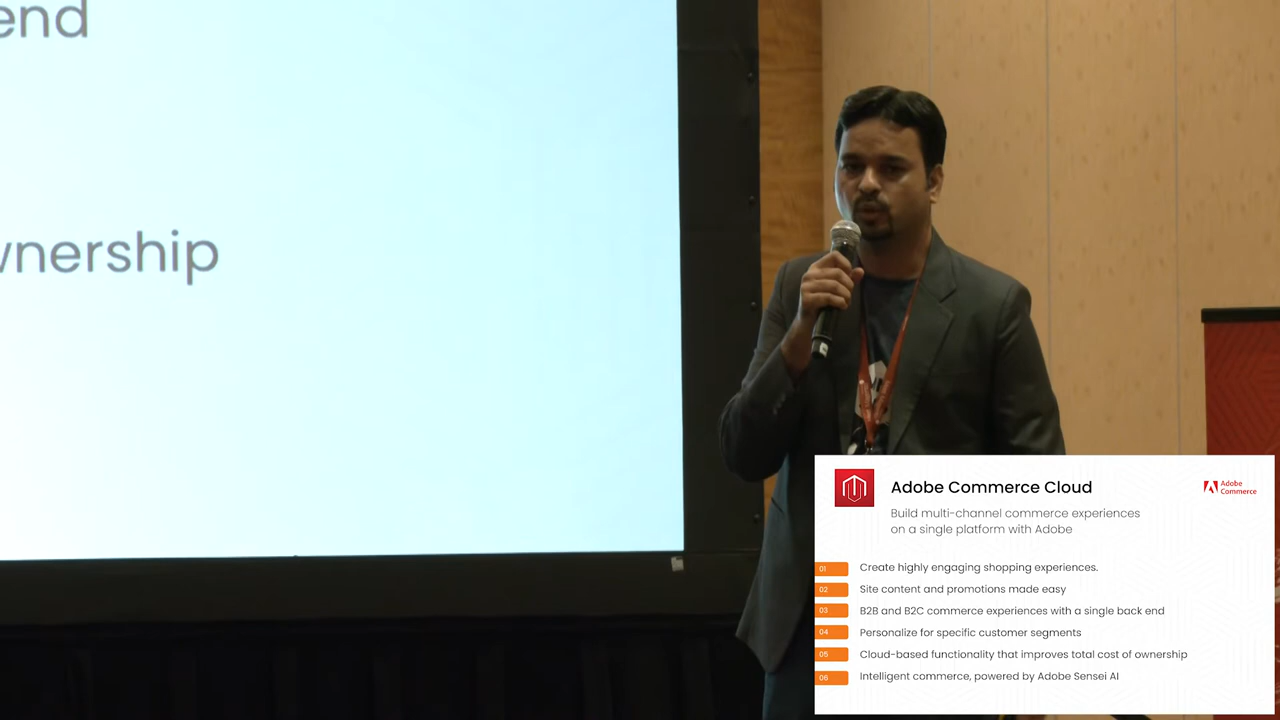 end
wnership
Adobe Commerce Cloud
Adobe
Commerce
Build multi-channel commerce experiences
on a single platform with Adobe
01 Create highly engaging shopping experiences.
02 Site content and promotions made easy
03 B2B and B2C commerce experiences with a single back end
04 Personalize for specific customer segments
05 Cloud-based functionality that improves total cost of ownership
06 Intelligent commerce, powered by Adobe Sensei AI